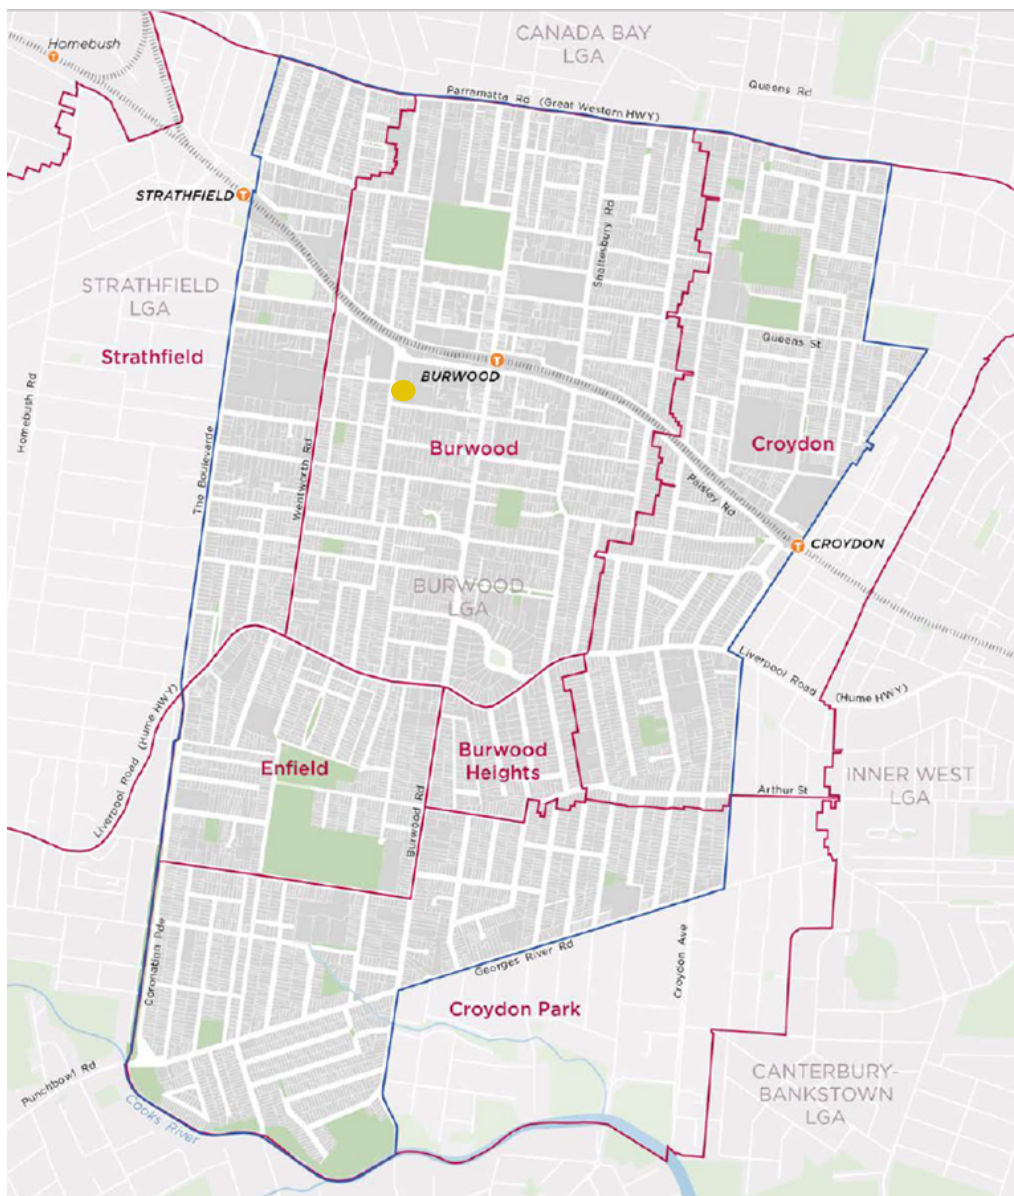 CANADA BAY
LGA
Homebush
T
Queens Rd
Parramatta Rd (Great Western HWY)
STRATHFIELD
T
Shaftesbury Rd
STRATHFIELD
LGA
Strathfield
Queens St
T
BURWOOD
Homebush Rd
Burwood
Croydon
The Boulevarde
Wentworth Rd
Paisley Rd
T
CROYDON
BURWOOD
LGA
Liverpool Road
(Hume HWY)
Liverpool Road (Hume HWY)
Burwood
Heights
Enfield
INNER WEST
LGA
Arthur St
Burwood Rd
Coronation Pde
Georges River Rd
Croydon Ave
Croydon Park
Punchbowl Rd
Cooks River
CANTERBURY-
BANKSTOWN
LGA